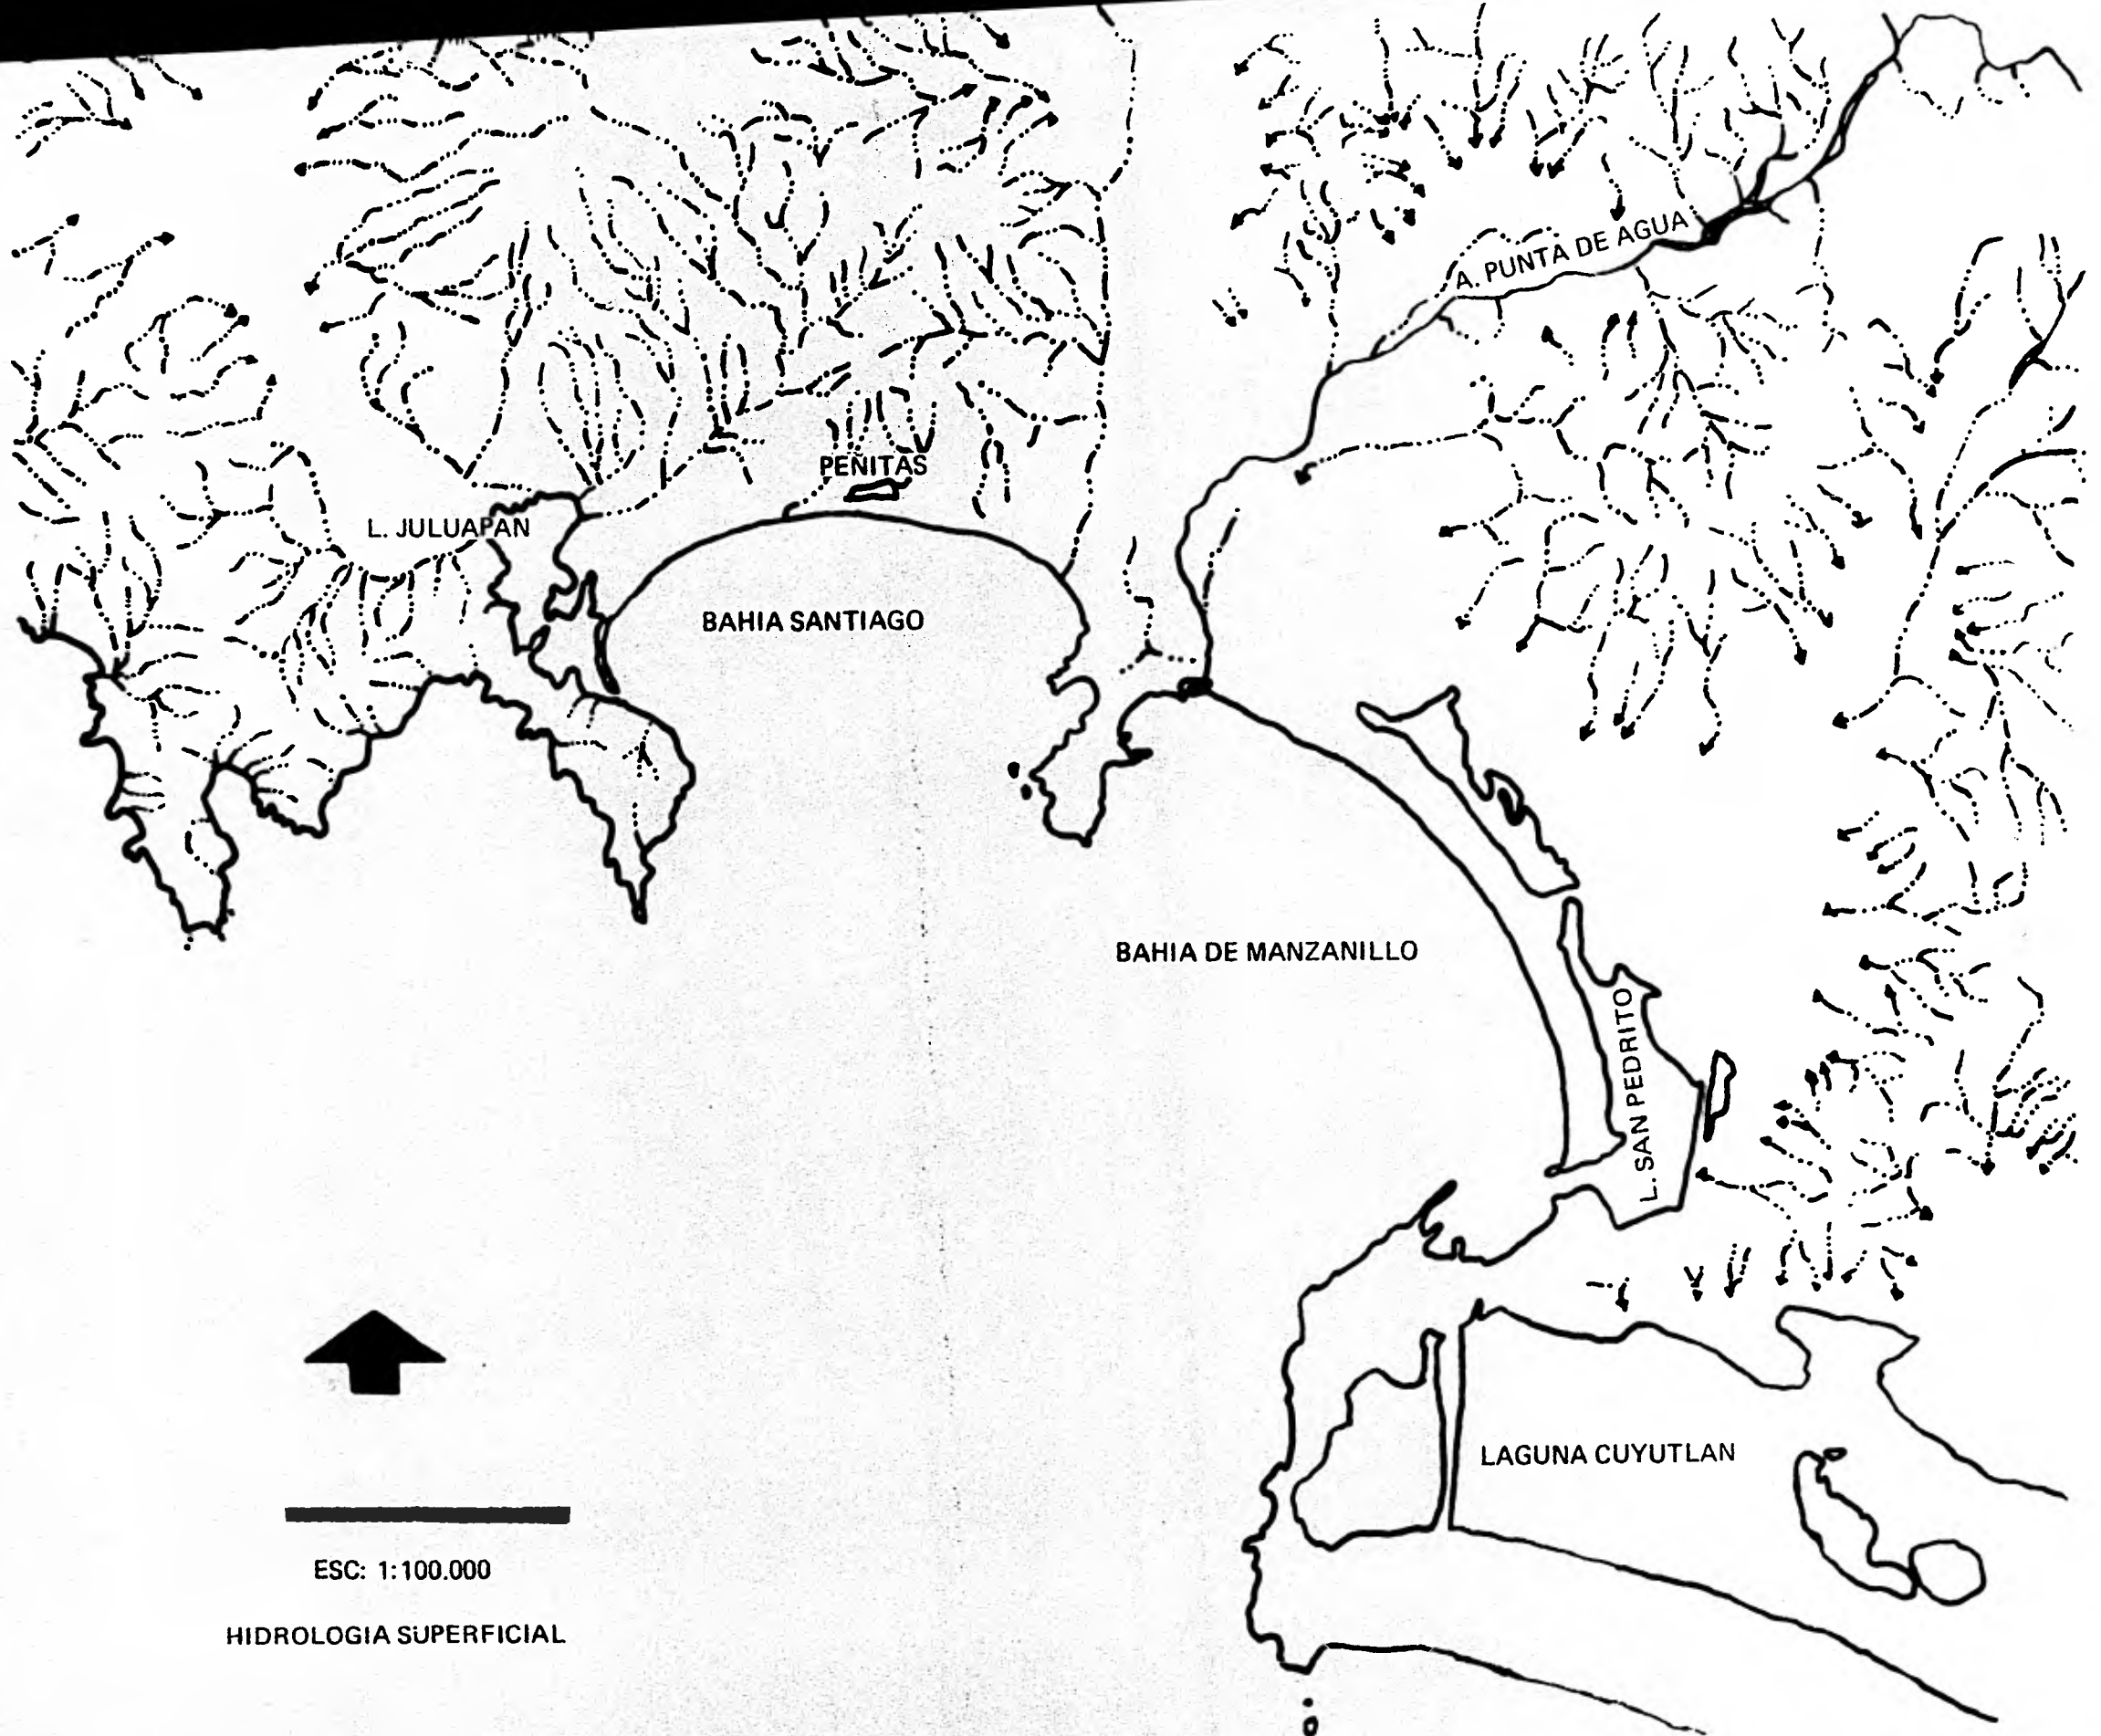 A. PUNTA DE AGUA
PEÑITAS
L. JULUAPAN
BAHIA SANTIAGO
BAHIA DE MANZANILLO
L. SAN PEDRITO
LAGUNA CUYUTLAN
ESC: 1:100.000
HIDROLOGIA SUPERFICIAL